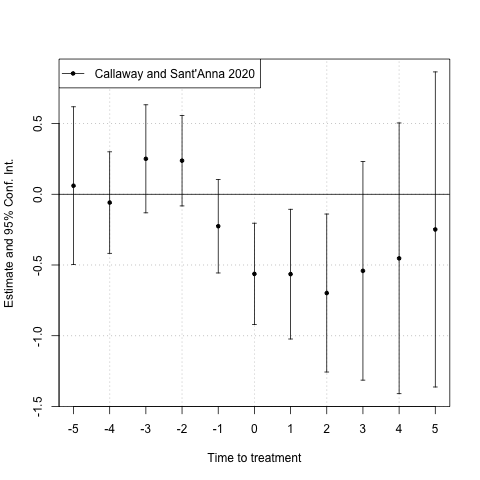 Callaway and Sant'Anna 2020
Estimate and 95% Conf. Int.
0.5
0.0
-0.5
-1.0
-1.5
-5 -4 -3 -2 -1 0 1 2 3 4 5
Time to treatment